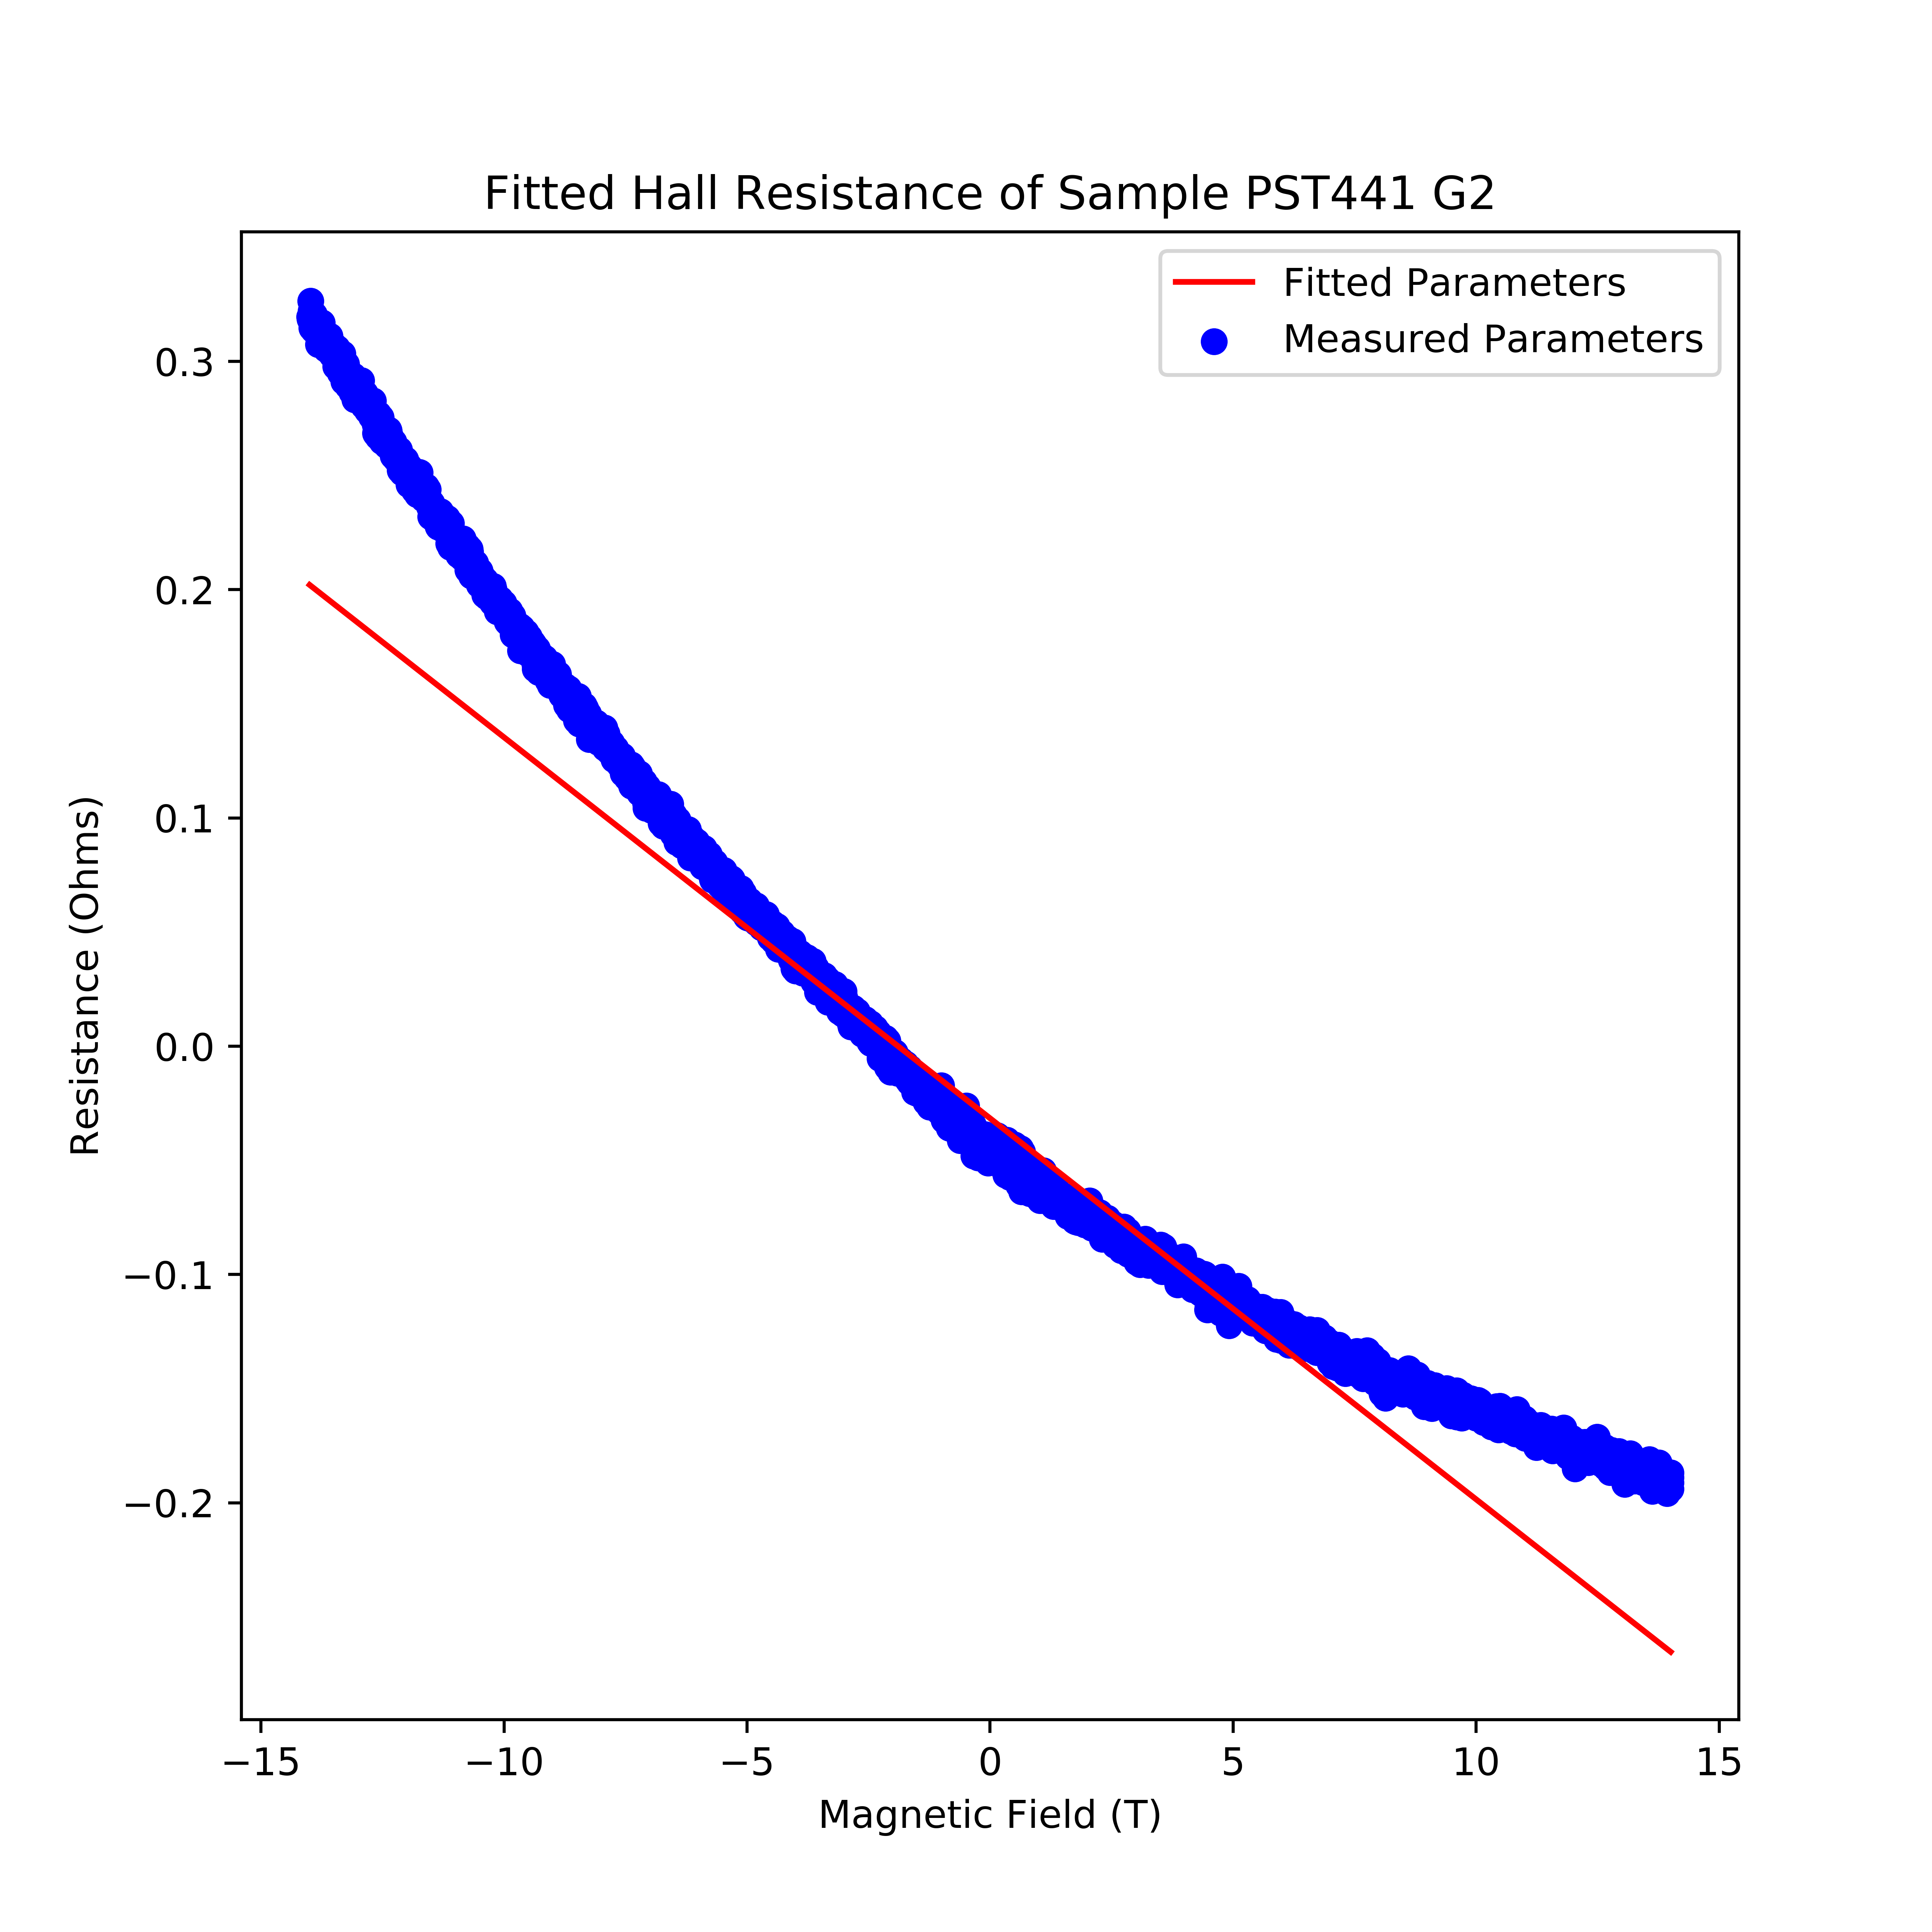 Fitted Hall Resistance of Sample PST441 G2
Fitted Parameters
Measured Parameters
Resistance (Ohms)
0.3
0.2
0.1
0.0
−0.1
−0.2
−15
−10
−5
0
5
10
15
Magnetic Field (T)